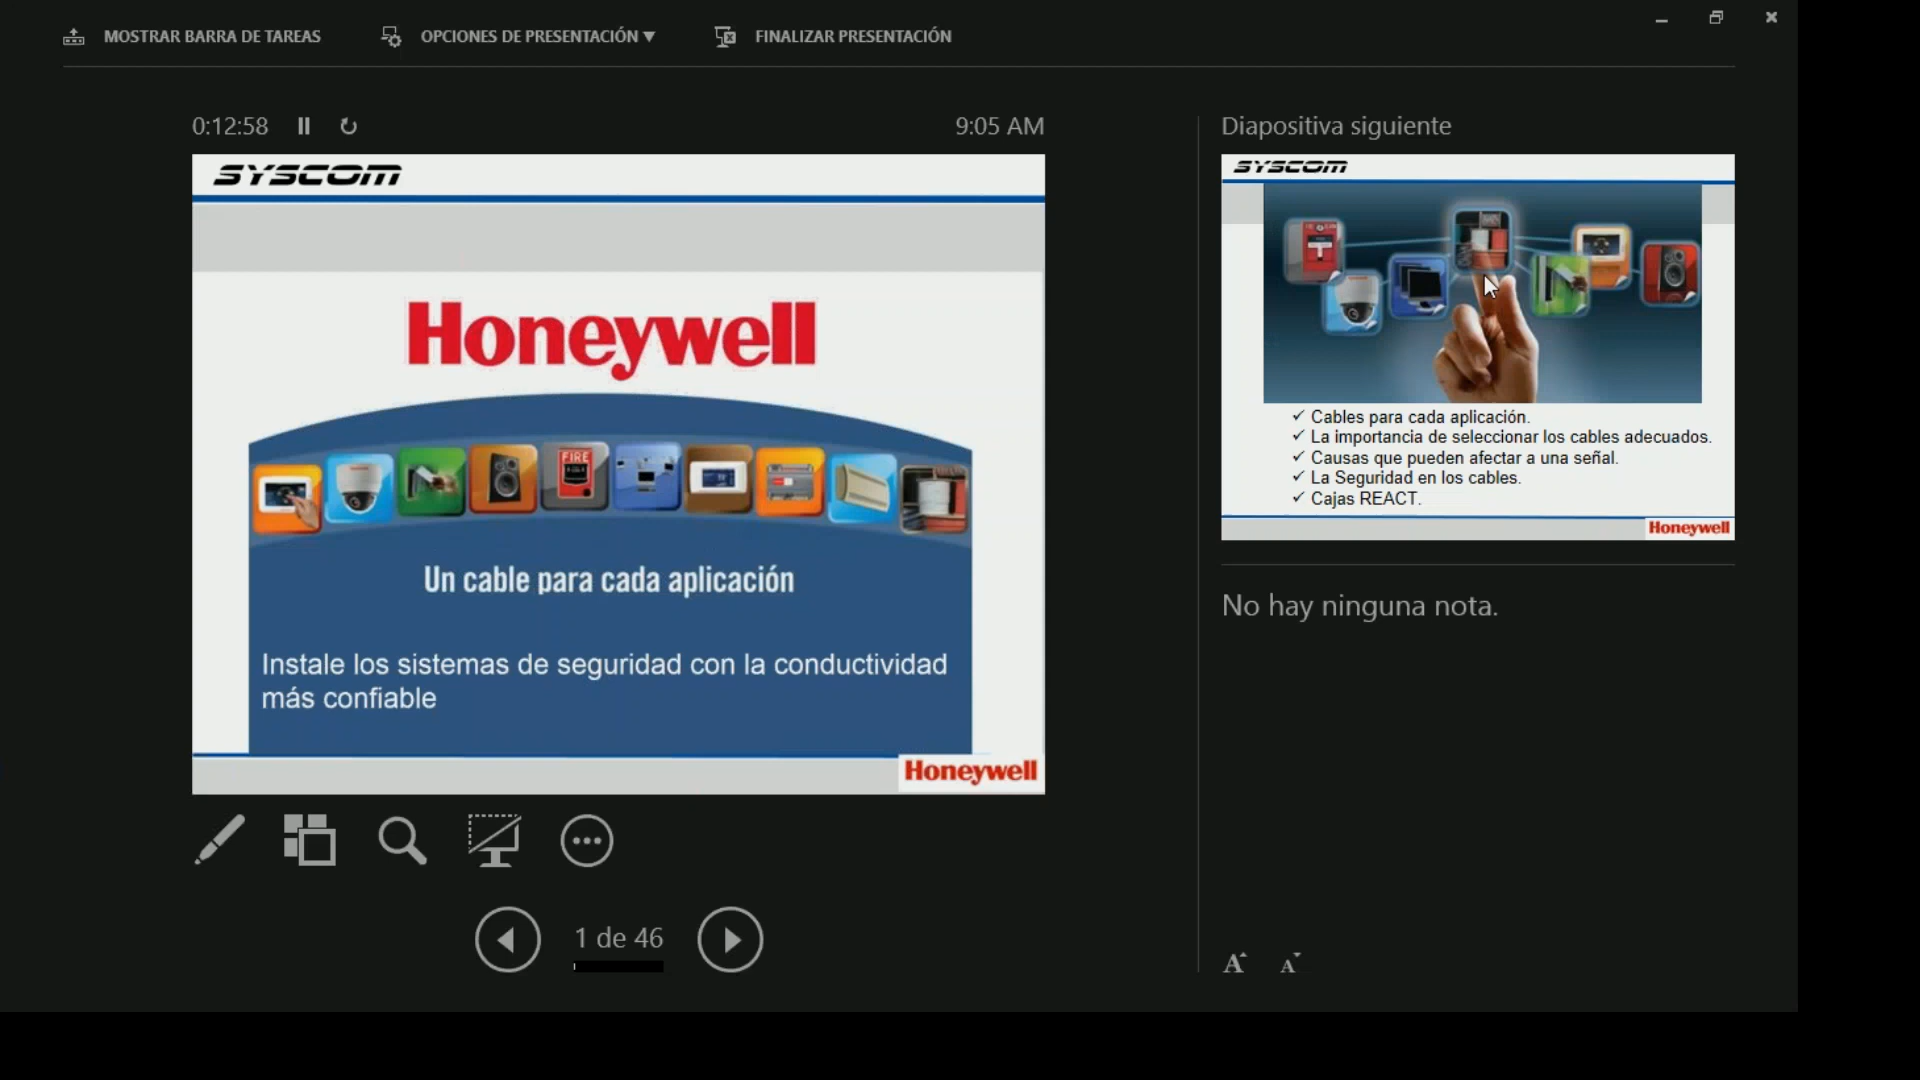 MOSTRAR BARRA DE TAREAS
OPCIONES DE PRESENTACIÓN
FINALIZAR PRESENTACIÓN
0:12:58
9:05 AM
SYSCOM
Honeywell
FIRE
Un cable para cada aplicación
Instale los sistemas de seguridad con la conductividad
más confiable
Honeywell
1 de 46
Diapositiva siguiente
SYSCOM
✓ Cables para cada aplicación.
✓ La importancia de seleccionar los cables adecuados.
✓ Causas que pueden afectar a una señal.
✓ La Seguridad en los cables.
✓ Cajas REACT.
Honeywell
No hay ninguna nota.
A A